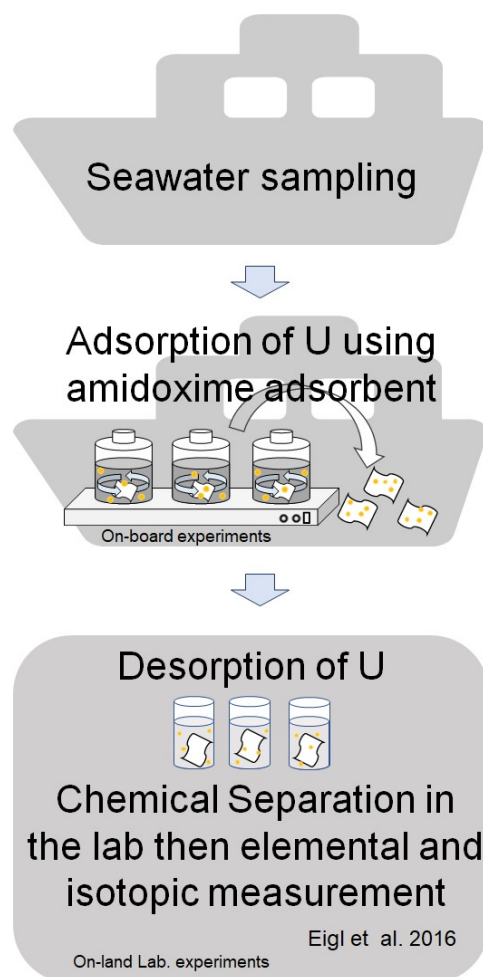 Seawater sampling
Adsorption of U using
amidoxime adsorbent
On-board experiments
Desorption of U
Chemical Separation in
the lab then elemental and
isotopic measurement
Eigl et al. 2016
On-land Lab. experiments